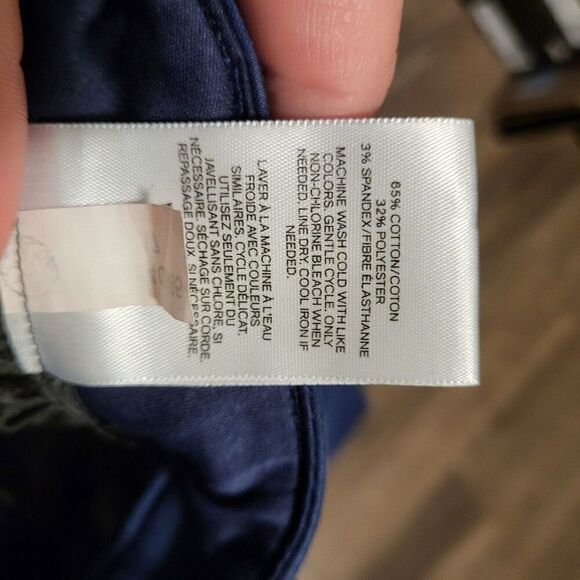 65% COTTON/COTON
32% POLYESTER
3% SPANDEX/FIBRE ÉLASTHANNE
MACHINE WASH COLD WITH LIKE
COLORS, GENTLE CYCLE. ONLY
NON-CHLORINE BLEACH WHEN
NEEDED. LINE DRY. COOL IRON IF
NEEDED.
LAVER À LA MACHINE À L'EAU
FROIDE AVEC COULEURS
SIMILAIRES, CYCLE DÉLICAT.
UTILISEZ SEULEMENT DU
JAVELLISANT SANS CHLORE, SI
NÉCESSAIRE. SÉCHAGE SUR CORDE.
REPASSAGE DOUX, SI NÉCESSAIRE.